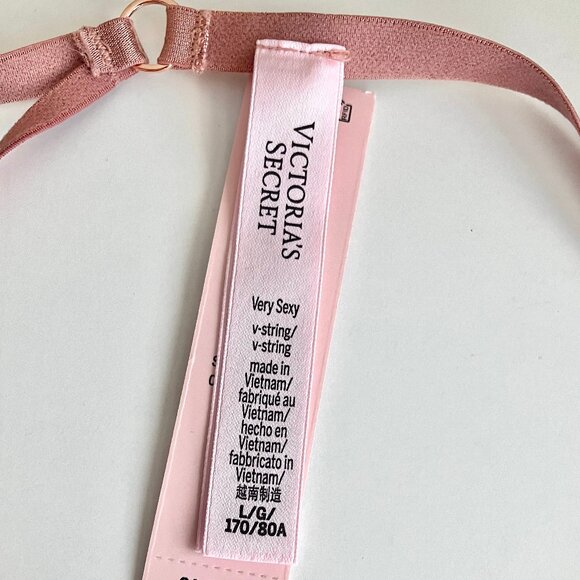 VICTORIA'S
SECRET
Very Sexy
v-string/
v-string
made in
Vietnam/
fabriqué au
Vietnam/
hecho en
Vietnam/
fabbricato in
Vietnam/
越南制造
L/G/
170/80A